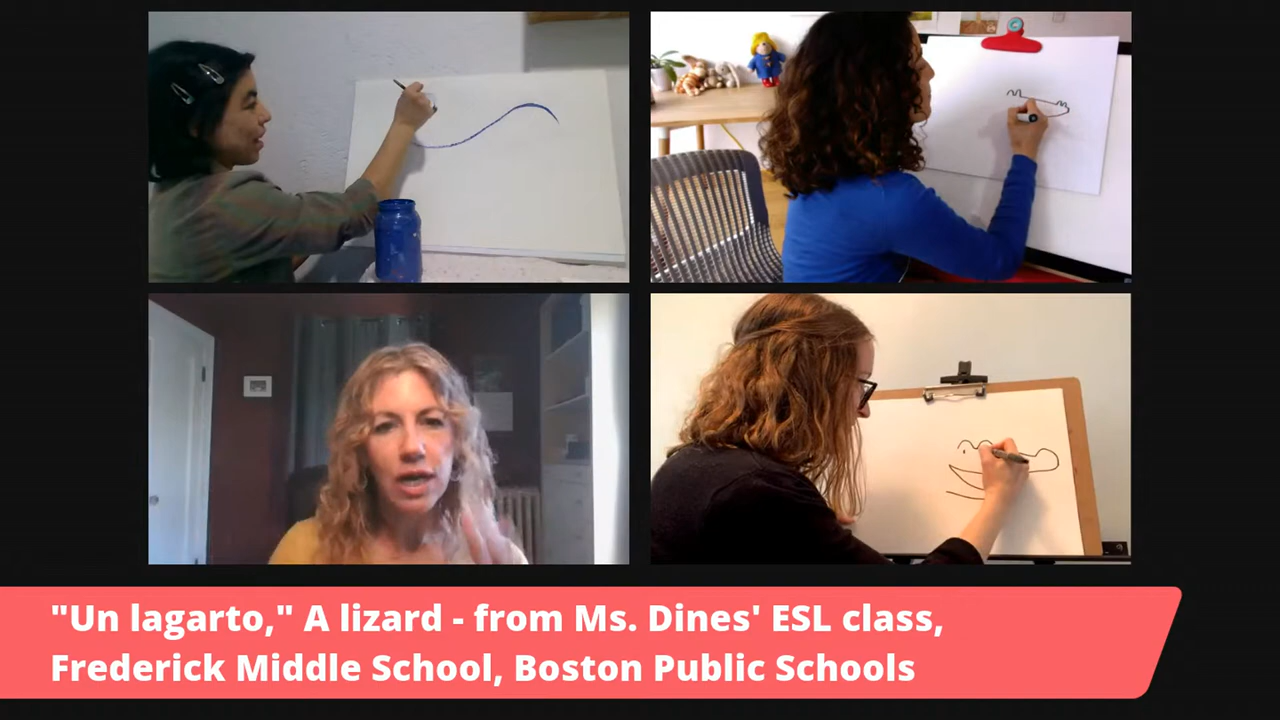 "Un lagarto," A lizard - from Ms. Dines' ESL class,
Frederick Middle School, Boston Public Schools